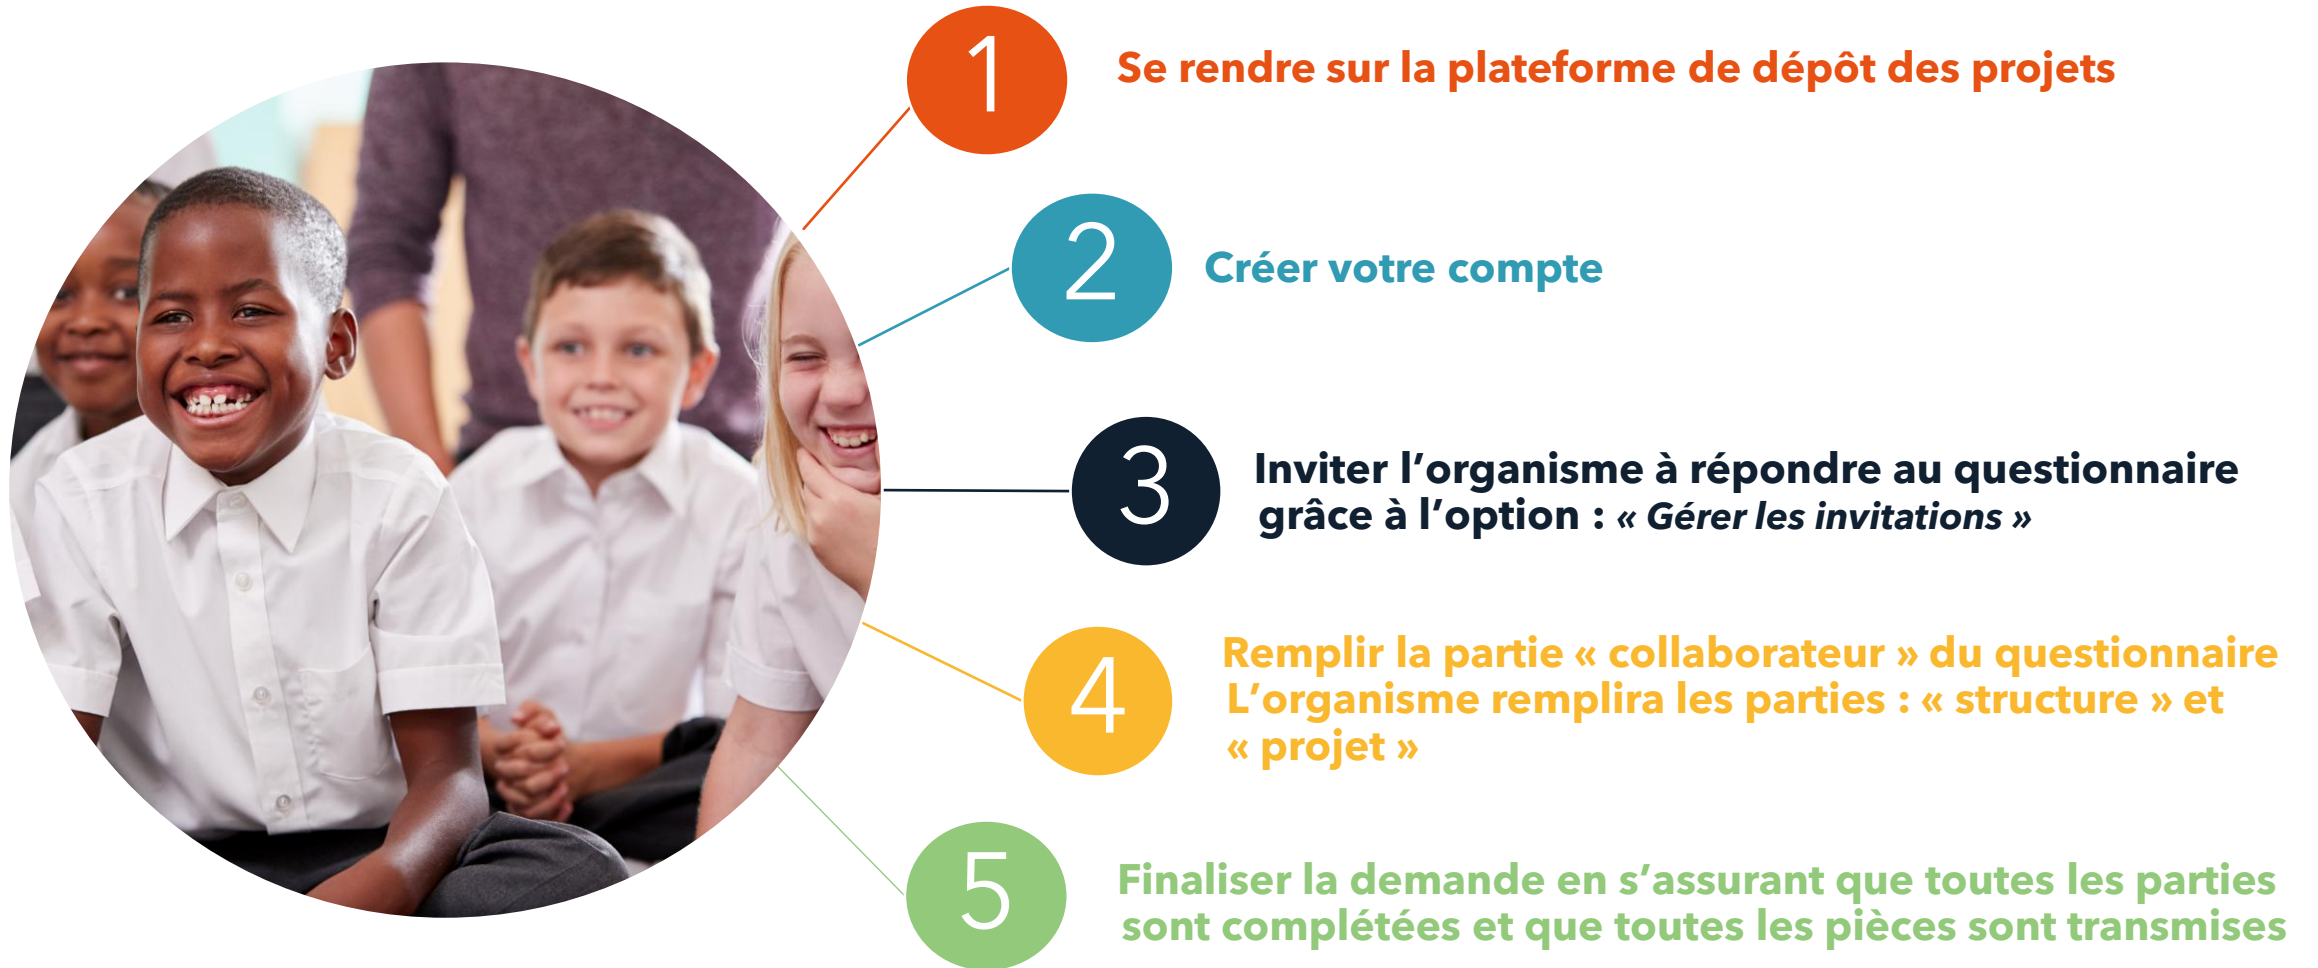 1
Se rendre sur la plateforme de dépôt des projets
2
Créer votre compte
3
Inviter l’organisme à répondre au questionnaire
grâce à l’option : « Gérer les invitations »
4
Remplir la partie « collaborateur » du questionnaire
L’organisme remplira les parties : « structure » et
« projet »
5
Finaliser la demande en s’assurant que toutes les parties
sont complétées et que toutes les pièces sont transmises